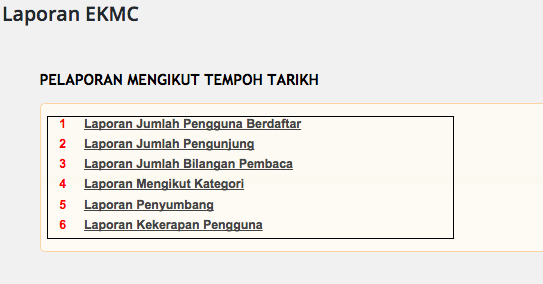 Laporan EKMC
PELAPORAN MENGIKUT TEMPOH TARIKH
1 Laporan Jumlah Pengguna Berdaftar
2 Laporan Jumlah Pengunjung
3 Laporan Jumlah Bilangan Pembaca
4 Laporan Mengikut Kategori
5 Laporan Penyumbang
6 Laporan Kekerapan Pengguna